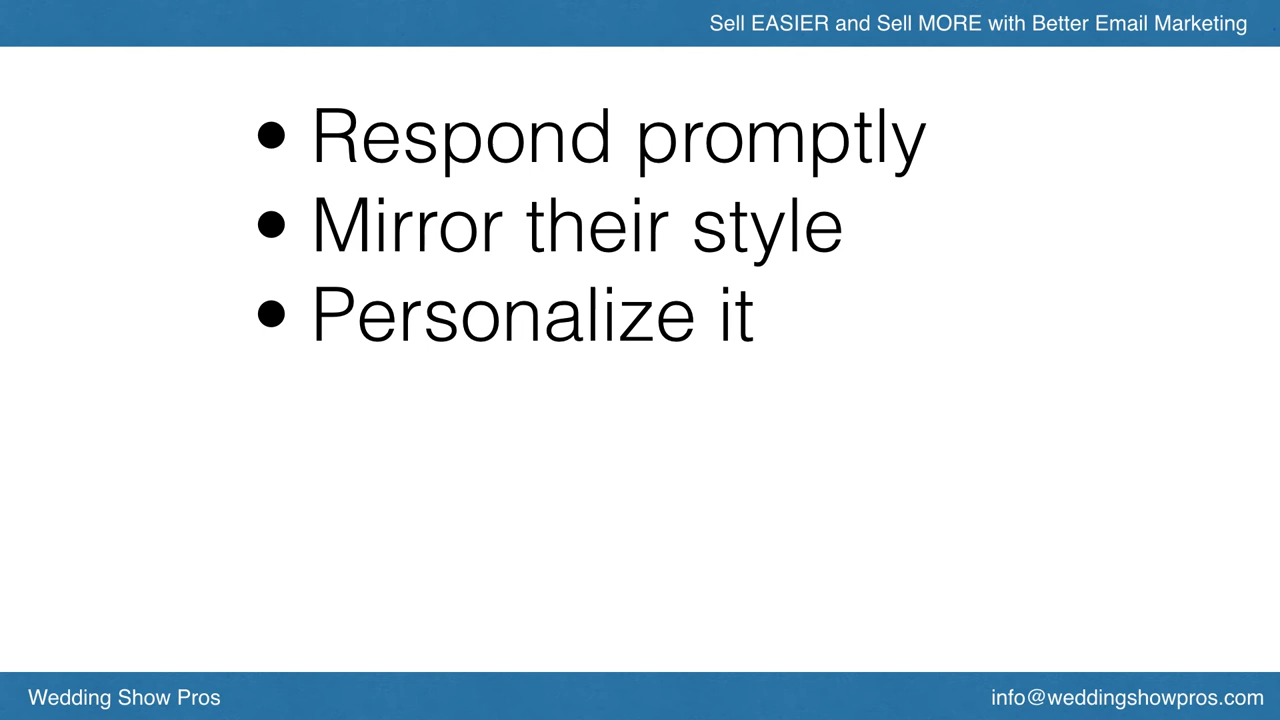 Sell EASIER and Sell MORE with Better Email Marketing
• Respond promptly
• Mirror their style
• Personalize it
Wedding Show Pros
info@weddingshowpros.com